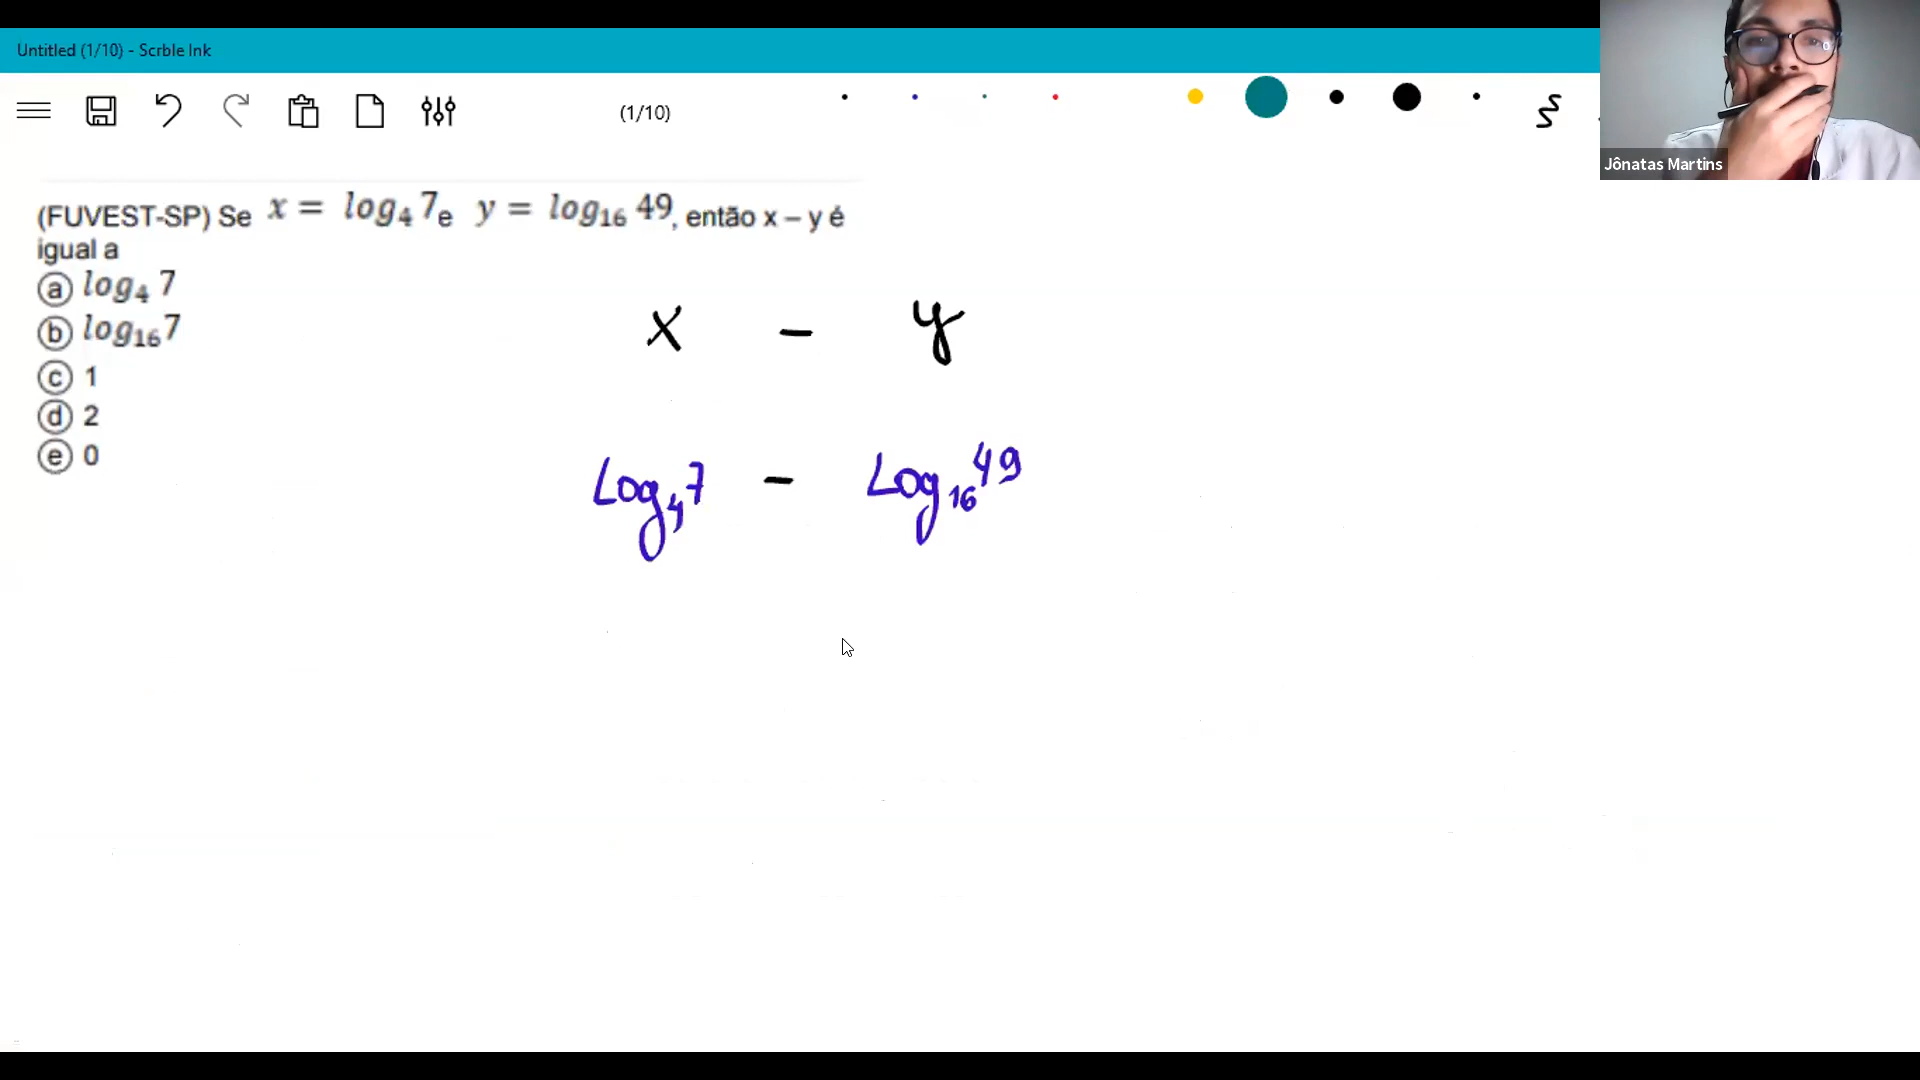 Untitled (1/10) - Scrble Ink
(1/10)
Jônatas Martins
(FUVEST-SP) Se x = log₄ 7 e y = log₁₆ 49, então x – y é
igual a
a log₄ 7
b log₁₆ 7
c 1
d 2
e 0
x - y
Log₄ 7 - Log₁₆ 49